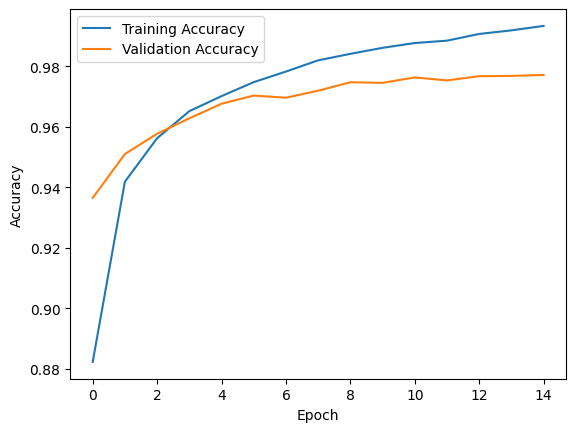 Training Accuracy
Validation Accuracy
0.98
0.96
0.94
0.92
0.90
0.88
Accuracy
0 2 4 6 8 10 12 14
Epoch